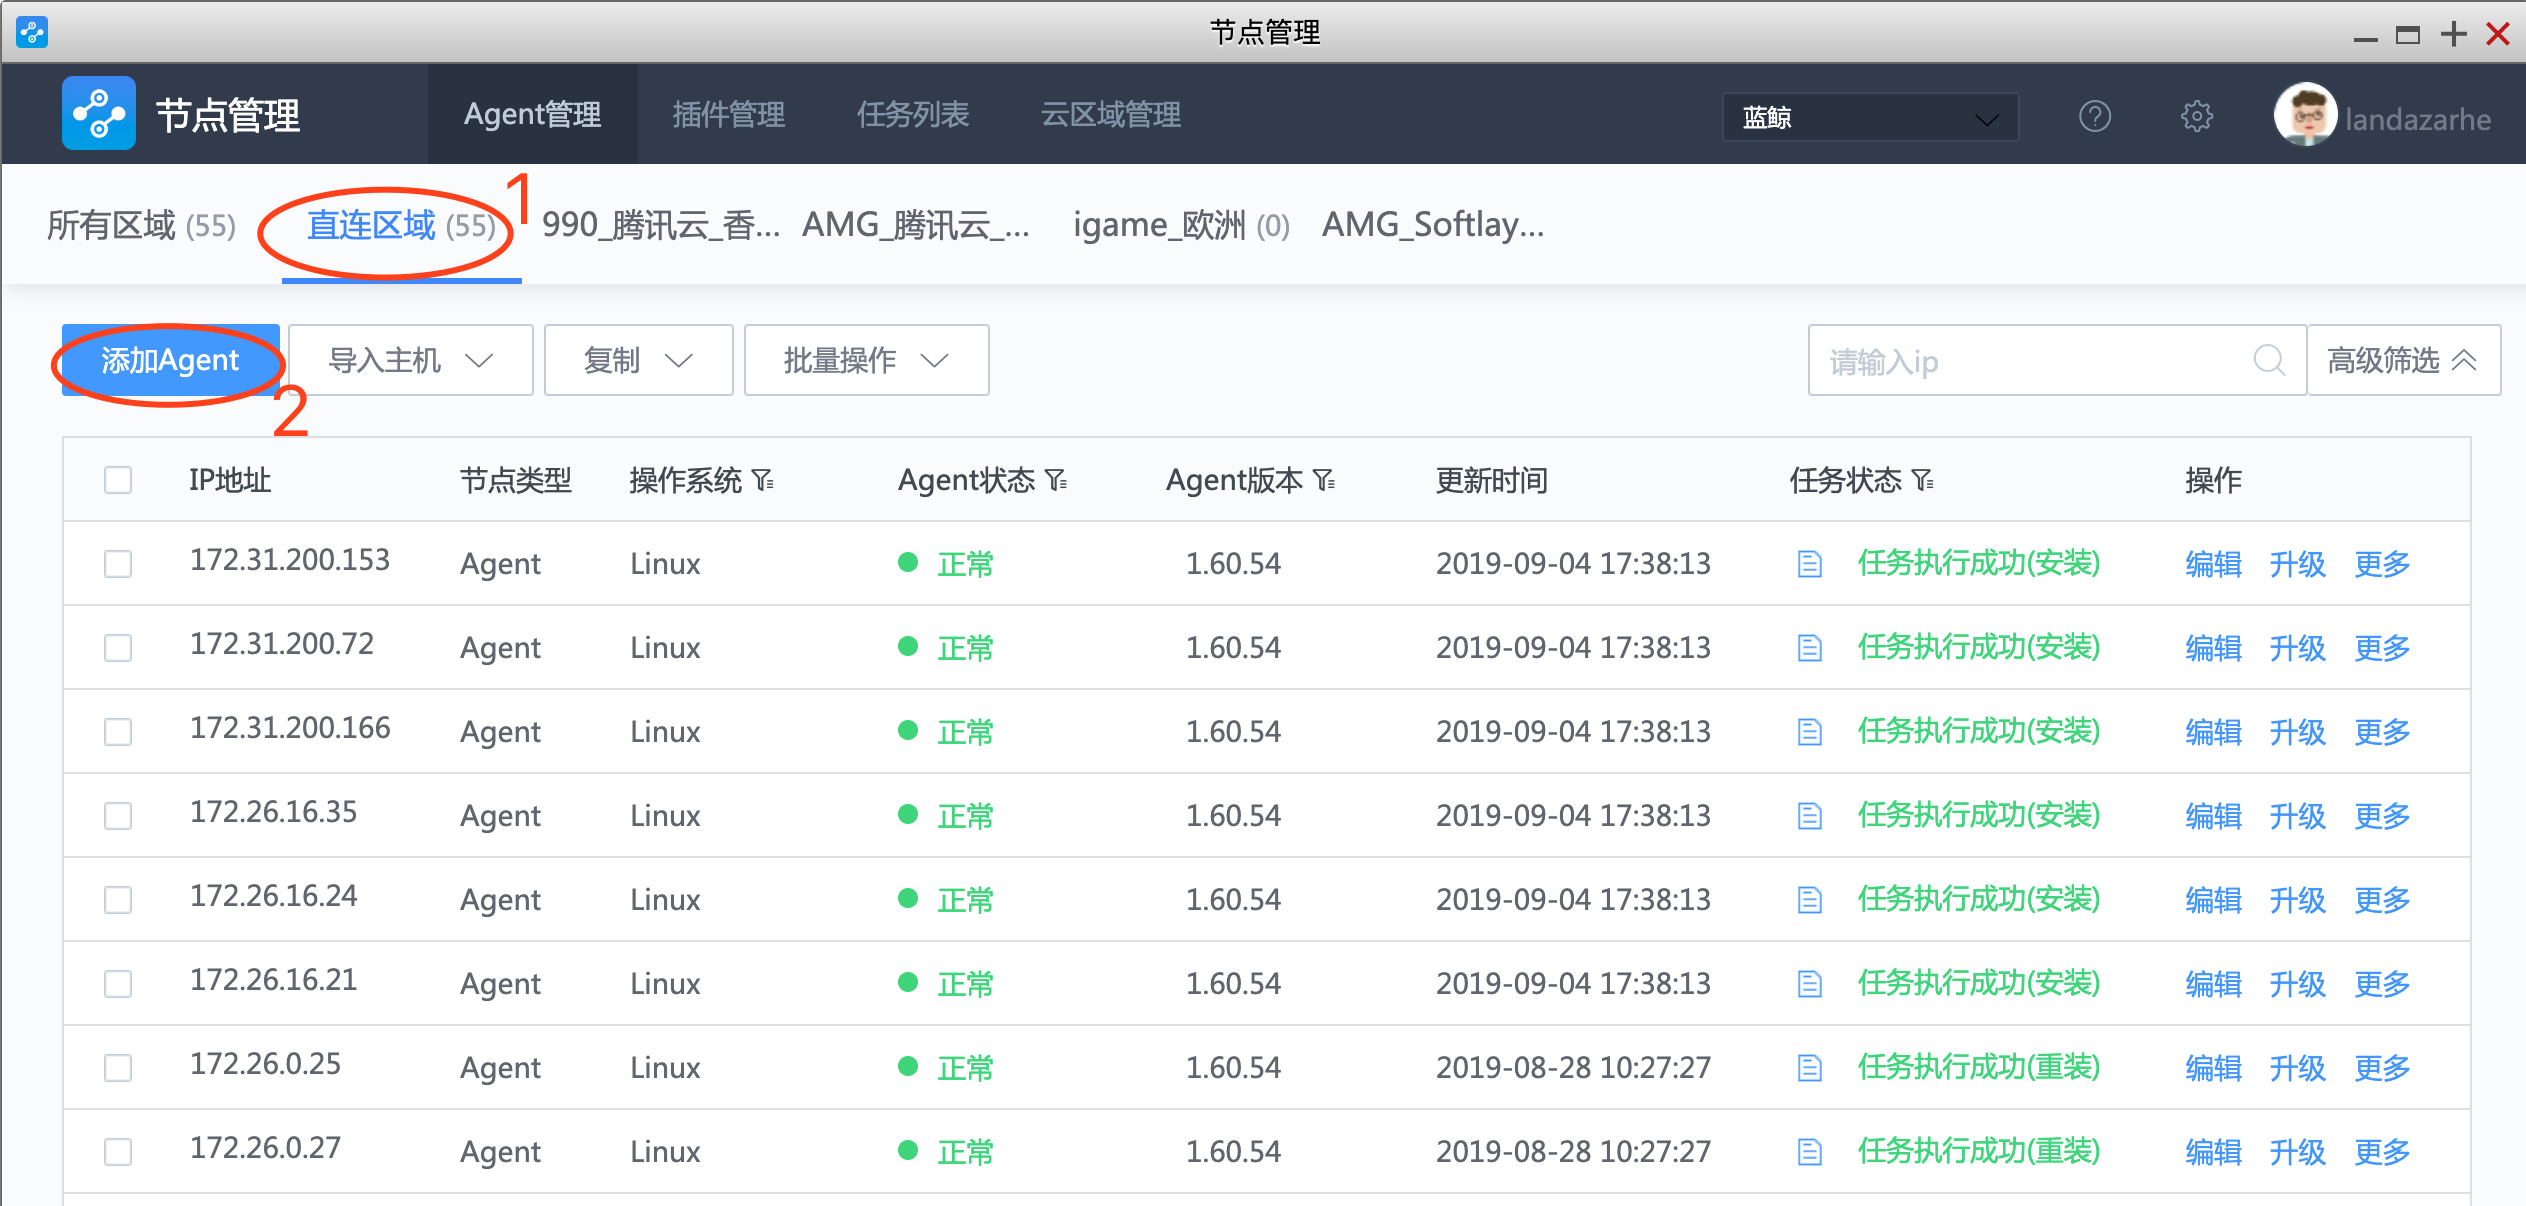 节点管理
节点管理 Agent管理 插件管理 任务列表 云区域管理 蓝鲸 landazarhe
所有区域 (55) 直连区域 (55) 1 990_腾讯云_香... AMG_腾讯云_... igame_欧洲 (0) AMG_Softlay...
添加Agent 导入主机 复制 批量操作 请输入ip 高级筛选
2
IP地址 节点类型 操作系统 Agent状态 Agent版本 更新时间 任务状态 操作
172.31.200.153 Agent Linux 正常 1.60.54 2019-09-04 17:38:13 任务执行成功(安装) 编辑 升级 更多
172.31.200.72 Agent Linux 正常 1.60.54 2019-09-04 17:38:13 任务执行成功(安装) 编辑 升级 更多
172.31.200.166 Agent Linux 正常 1.60.54 2019-09-04 17:38:13 任务执行成功(安装) 编辑 升级 更多
172.26.16.35 Agent Linux 正常 1.60.54 2019-09-04 17:38:13 任务执行成功(安装) 编辑 升级 更多
172.26.16.24 Agent Linux 正常 1.60.54 2019-09-04 17:38:13 任务执行成功(安装) 编辑 升级 更多
172.26.16.21 Agent Linux 正常 1.60.54 2019-09-04 17:38:13 任务执行成功(安装) 编辑 升级 更多
172.26.0.25 Agent Linux 正常 1.60.54 2019-08-28 10:27:27 任务执行成功(重装) 编辑 升级 更多
172.26.0.27 Agent Linux 正常 1.60.54 2019-08-28 10:27:27 任务执行成功(重装) 编辑 升级 更多